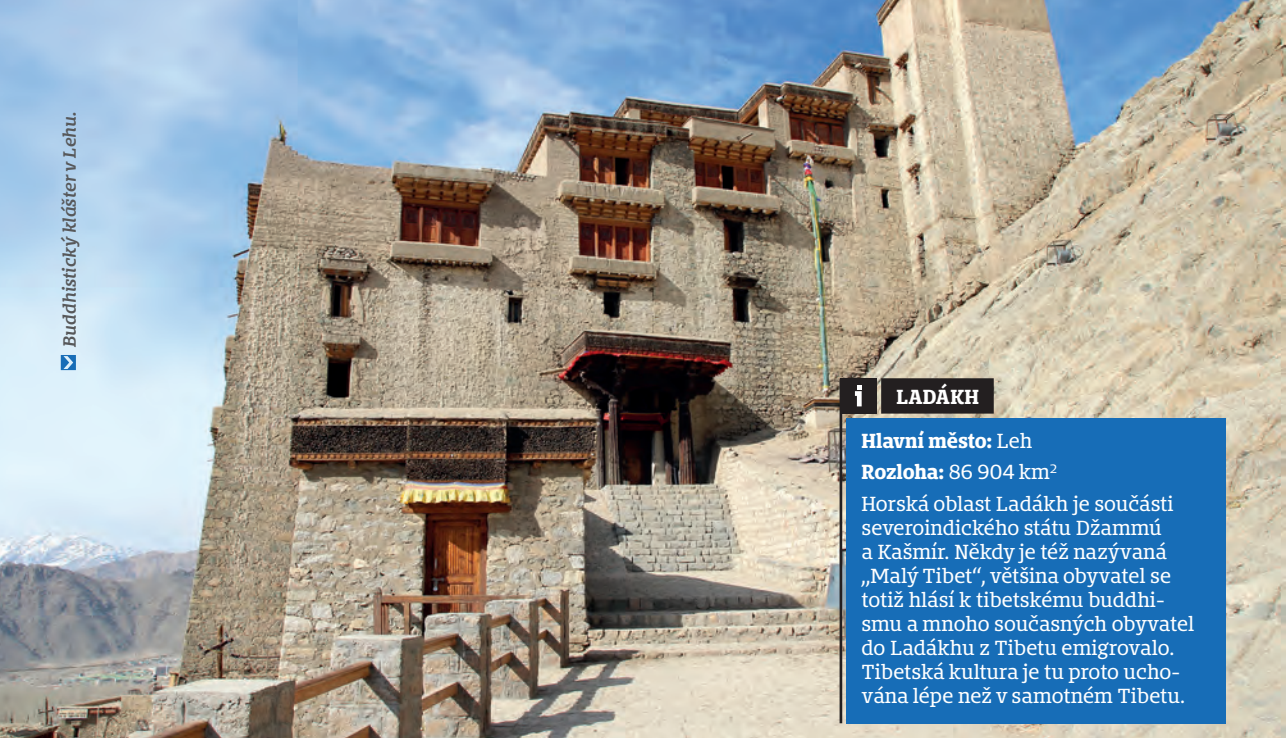 Buddhistický klášter v Lehu.
i LADÁKH
Hlavní město: Leh
Rozloha: 86 904 km²
Horská oblast Ladákh je součásti
severoindického státu Džammú
a Kašmír. Někdy je též nazývaná
„Malý Tibet“, většina obyvatel se
totiž hlásí k tibetskému buddhi-
smu a mnoho současných obyvatel
do Ladákhu z Tibetu emigrovalo.
Tibetská kultura je tu proto ucho-
vána lépe než v samotném Tibetu.